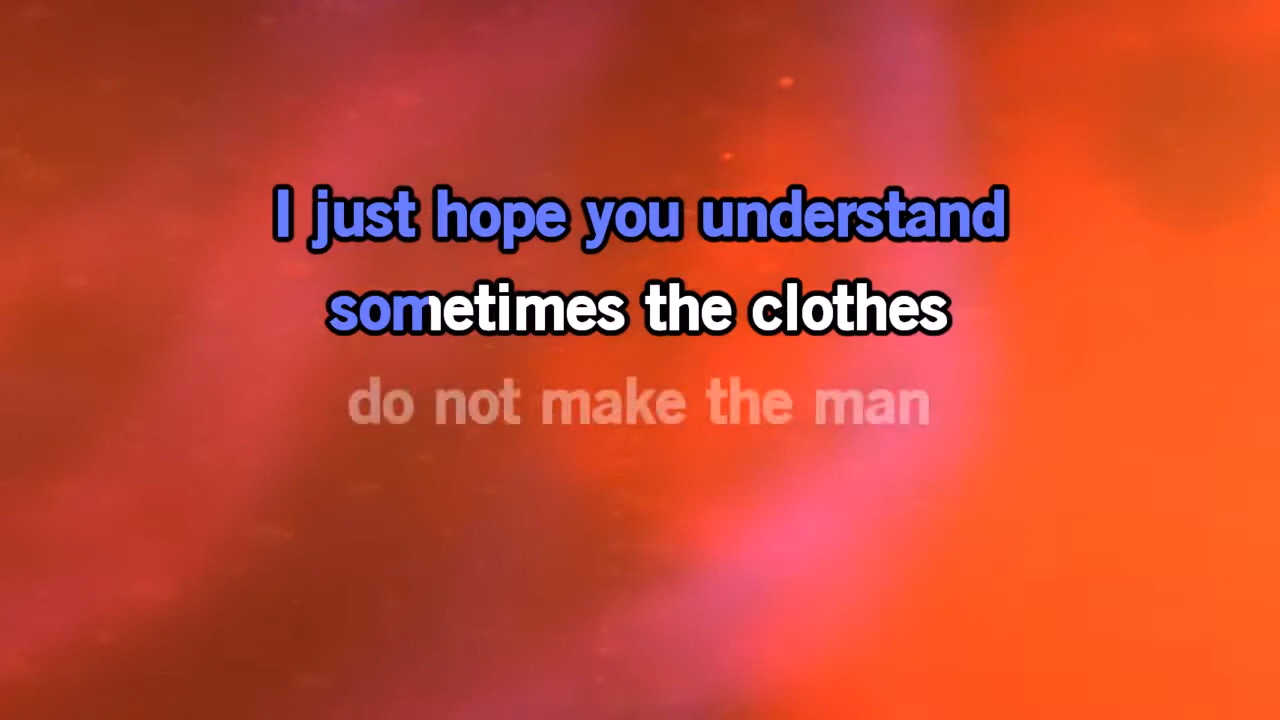 I just hope you understand
sometimes the clothes
do not make the man